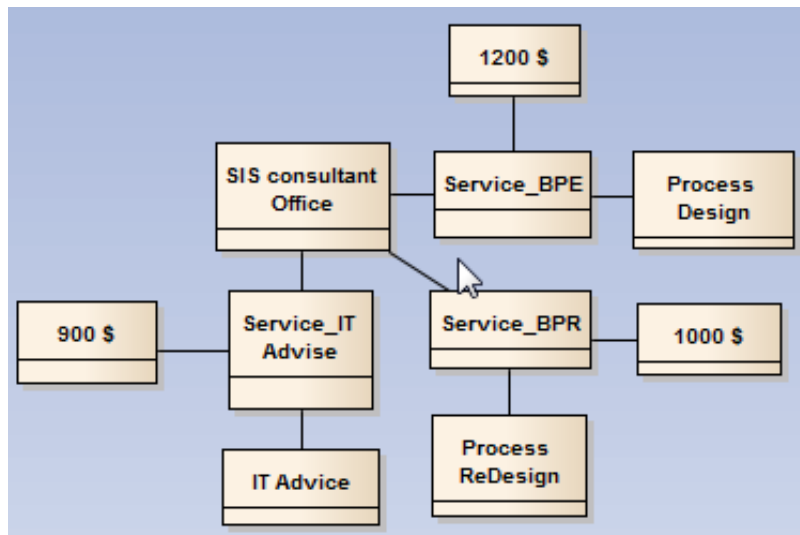 1200 $
SIS consultant
Office
Service_BPE
Process
Design
900 $
Service_IT
Advise
Service_BPR
1000 $
IT Advice
Process
ReDesign